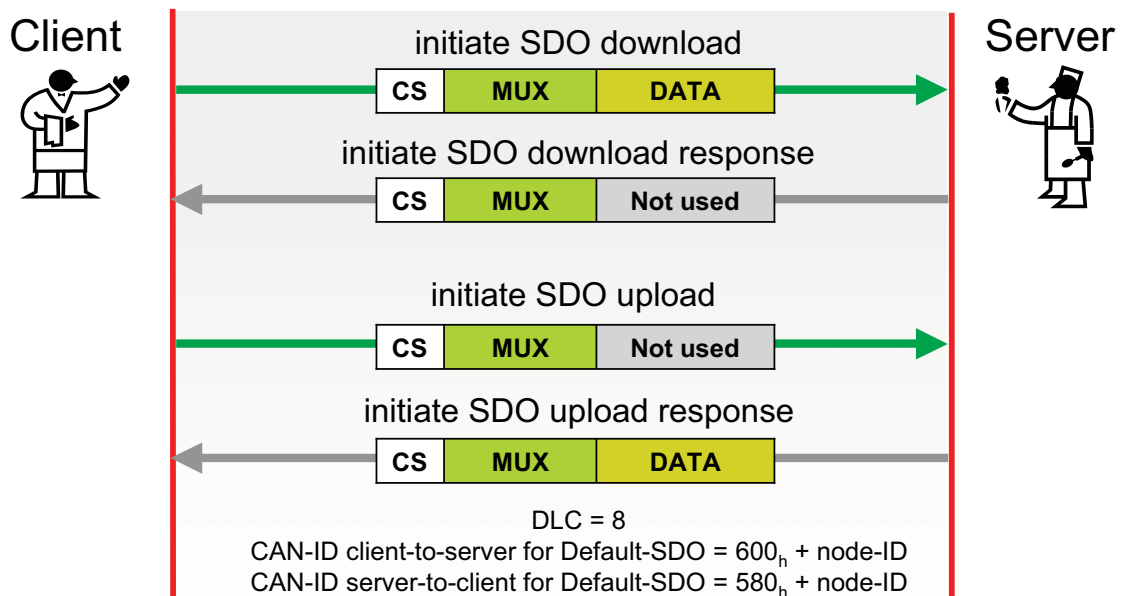 Client
Server
initiate SDO download
CS MUX DATA
initiate SDO download response
CS MUX Not used
initiate SDO upload
CS MUX Not used
initiate SDO upload response
CS MUX DATA
DLC = 8
CAN-ID client-to-server for Default-SDO = 600h + node-ID
CAN-ID server-to-client for Default-SDO = 580h + node-ID